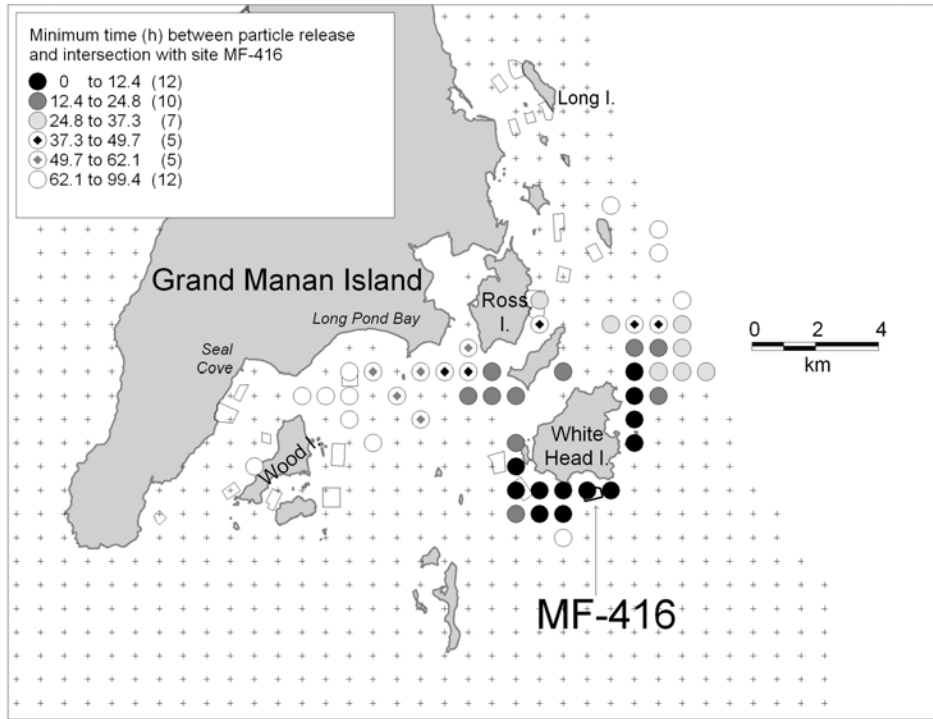 Minimum time (h) between particle release
and intersection with site MF-416
0 to 12.4 (12)
12.4 to 24.8 (10)
24.8 to 37.3 (7)
37.3 to 49.7 (5)
49.7 to 62.1 (5)
62.1 to 99.4 (12)
Long I.
Grand Manan Island
Ross
I.
Long Pond Bay
Seal
Cove
0 2 4
km
White
Head I.
Wood I.
MF-416